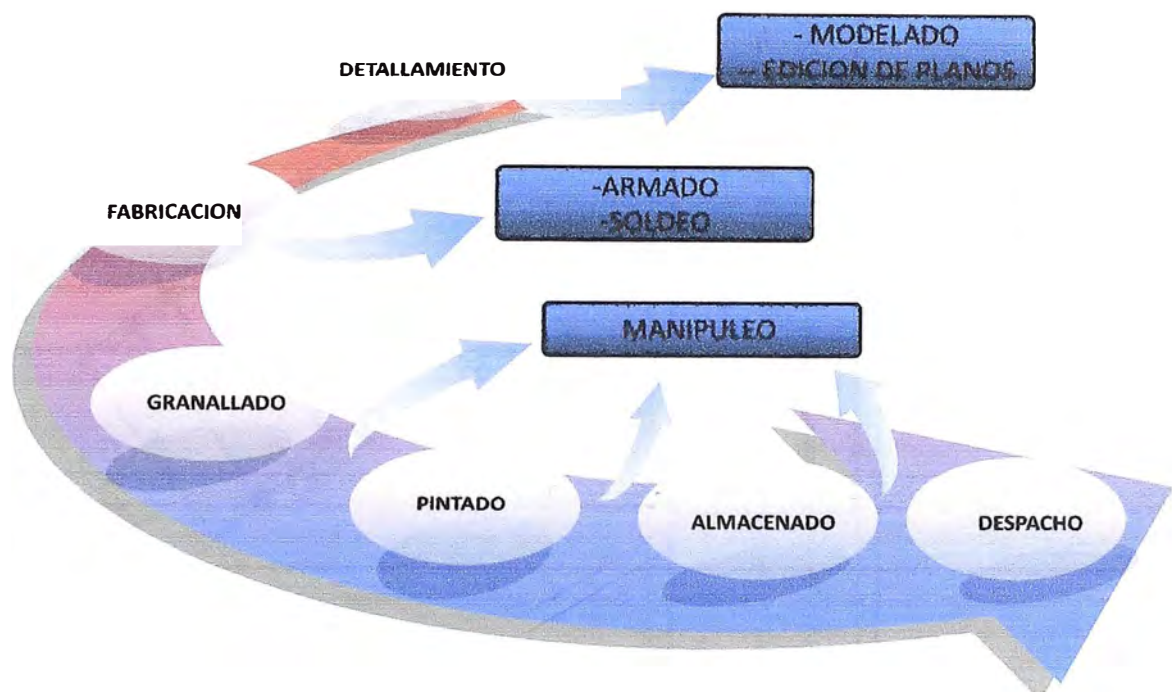 DETALLAMIENTO
- MODELADO
- EDICION DE PLANOS
FABRICACION
-ARMADO
-SOLDEO
MANIPULEO
GRANALLADO
PINTADO
ALMACENADO
DESPACHO